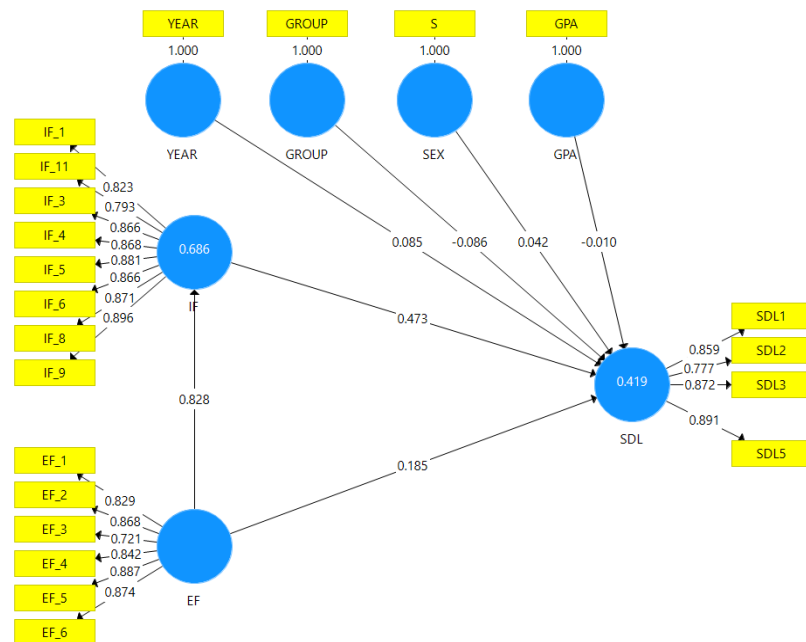 YEAR
GROUP
S
GPA
1.000
1.000
1.000
1.000
YEAR
GROUP
SEX
GPA
IF_1
IF_11
IF_3
IF_4
IF_5
IF_6
IF_8
IF_9
0.823
0.793
0.866
0.868
0.881
0.866
0.871
0.896
0.686
IF
0.085
-0.086
0.042
-0.010
0.473
0.828
0.185
0.419
SDL
0.859
0.777
0.872
0.891
SDL1
SDL2
SDL3
SDL5
EF_1
EF_2
EF_3
EF_4
EF_5
EF_6
0.829
0.868
0.721
0.842
0.887
0.874
EF